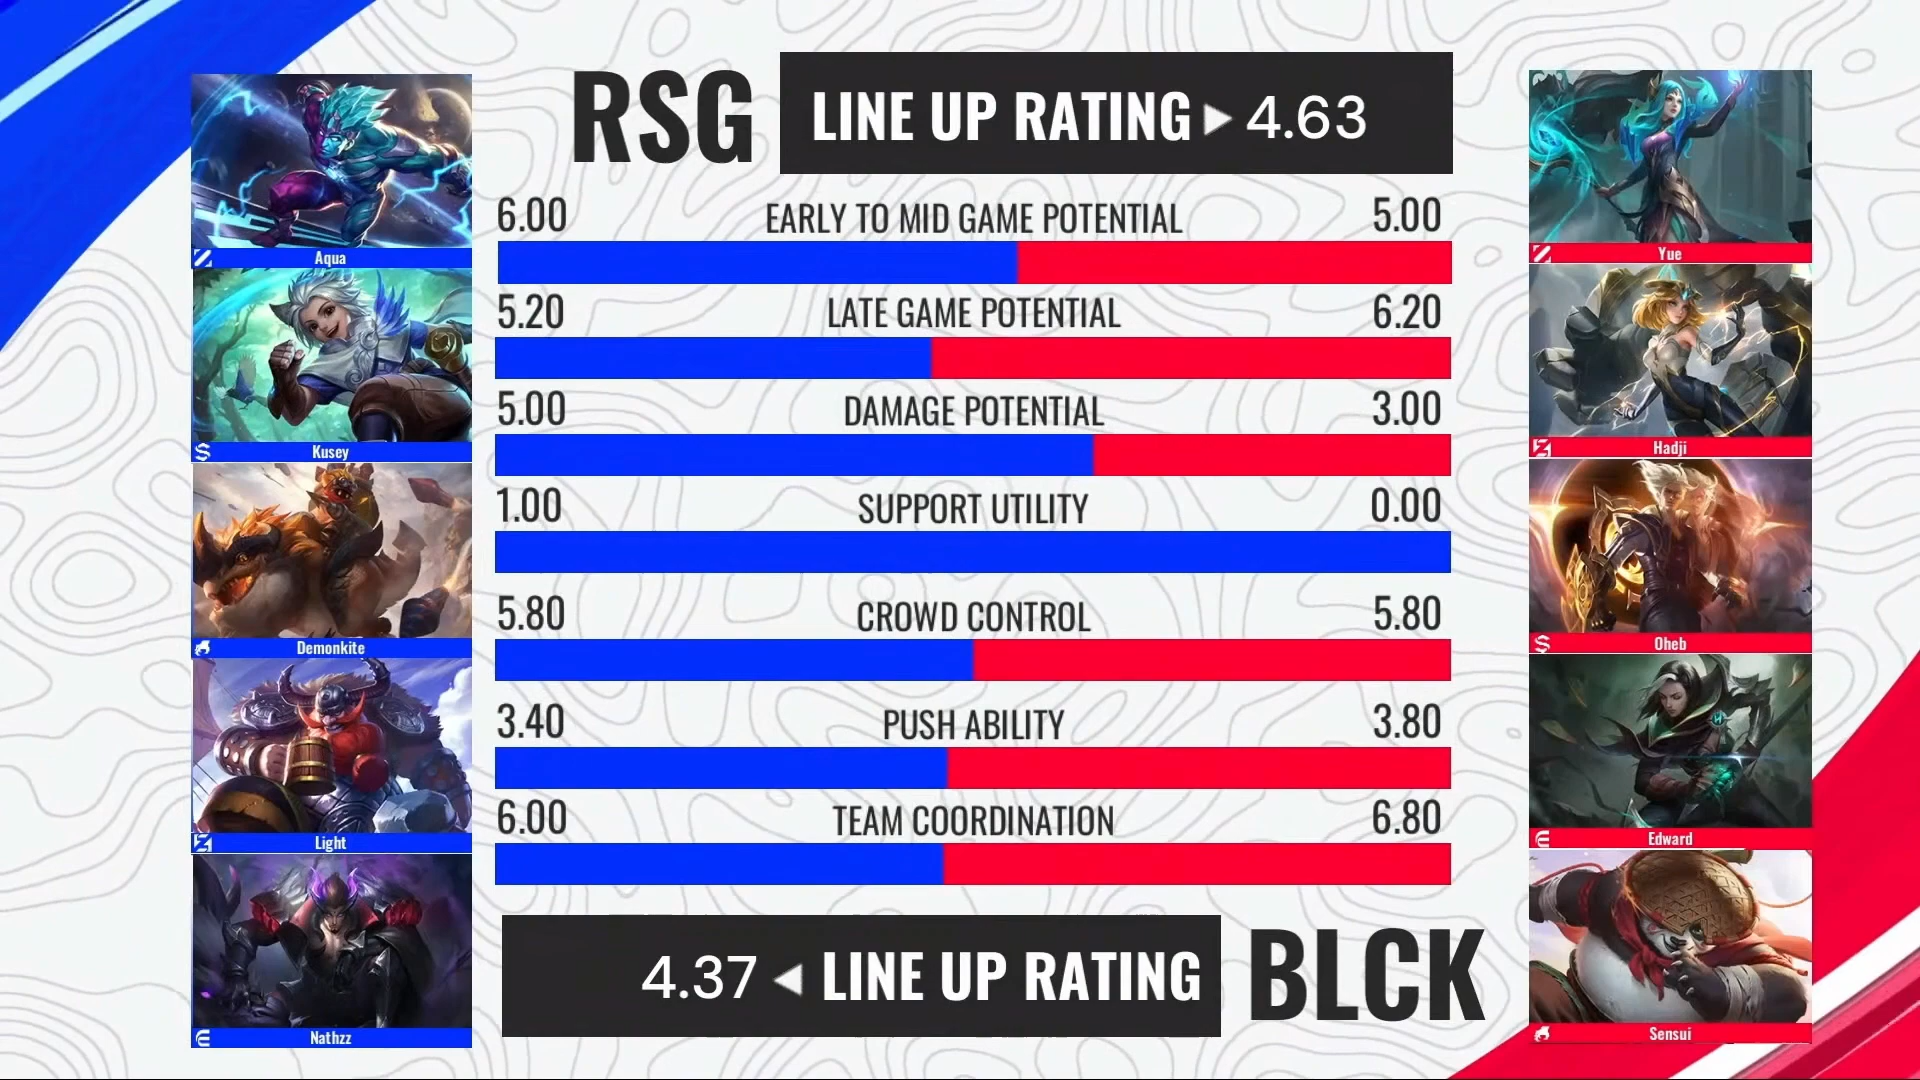 RSG
LINE UP RATING ▶ 4.63
6.00 EARLY TO MID GAME POTENTIAL 5.00
5.20 LATE GAME POTENTIAL 6.20
5.00 DAMAGE POTENTIAL 3.00
1.00 SUPPORT UTILITY 0.00
5.80 CROWD CONTROL 5.80
3.40 PUSH ABILITY 3.80
6.00 TEAM COORDINATION 6.80
4.37 ◀ LINE UP RATING
BLCK
Aqua
Kusey
Demonkite
Light
Nathzz
Yue
Hadji
Oheb
Edward
Sensui